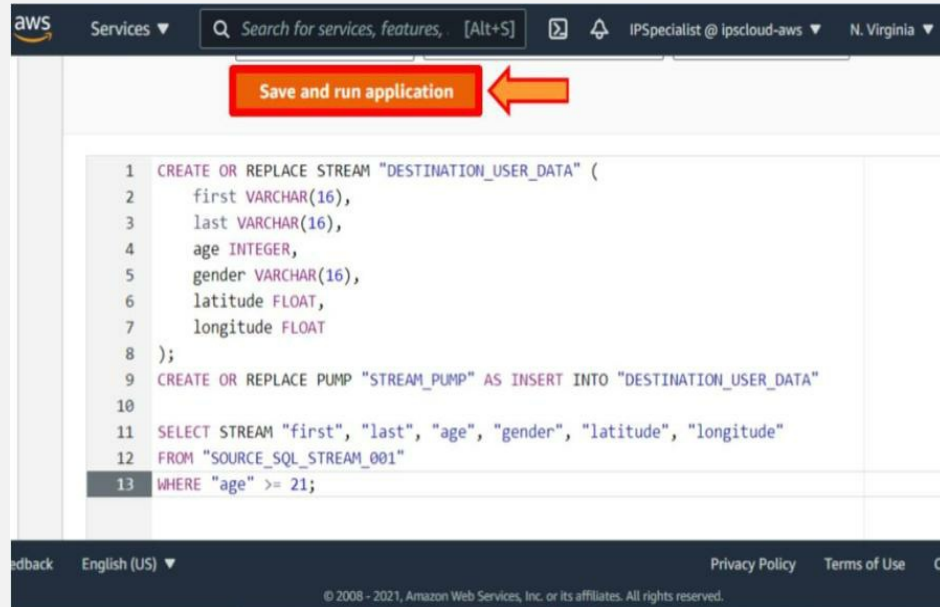 aws Services ▼ Search for services, features, [Alt+S] IPSpecialist @ ipscloud-aws ▼ N. Virginia ▼
Save and run application
1 CREATE OR REPLACE STREAM "DESTINATION_USER_DATA" (
2 first VARCHAR(16),
3 last VARCHAR(16),
4 age INTEGER,
5 gender VARCHAR(16),
6 latitude FLOAT,
7 longitude FLOAT
8 );
9 CREATE OR REPLACE PUMP "STREAM_PUMP" AS INSERT INTO "DESTINATION_USER_DATA"
10
11 SELECT STREAM "first", "last", "age", "gender", "latitude", "longitude"
12 FROM "SOURCE_SQL_STREAM_001"
13 WHERE "age" >= 21;
edback English (US) ▼ Privacy Policy Terms of Use
© 2008 - 2021, Amazon Web Services, Inc. or its affiliates. All rights reserved.